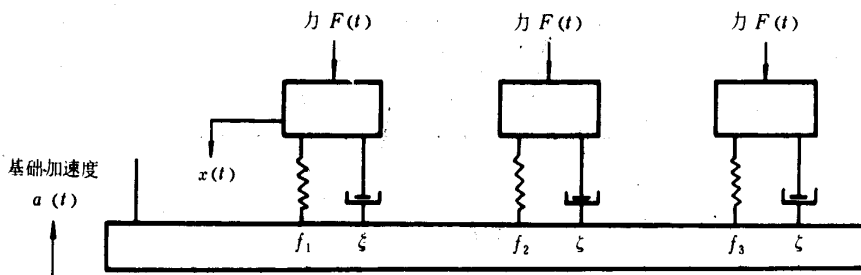 力 F(t)
力 F(t)
力 F(t)
x(t)
基础加速度
a (t)
f₁
ξ
f₂
ζ
f₃
ζ